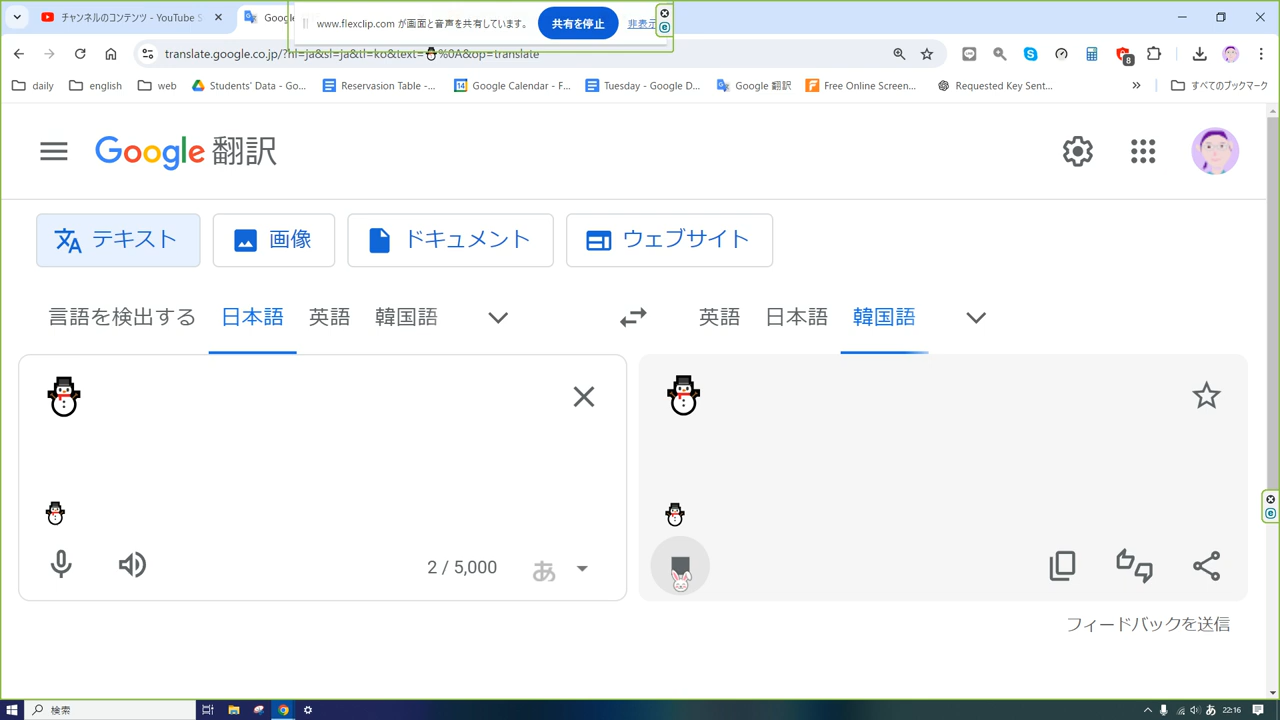 チャンネルのコンテンツ - YouTube S
Google
www.flexclip.com が画面と音声を共有しています。
共有を停止
非表示
translate.google.co.jp/?hl=ja&sl=ja&tl=ko&text=⛄%0A&op=translate
8
daily
english
web
Students' Data - Go...
Reservasion Table -...
Google Calendar - F...
Tuesday - Google D...
Google 翻訳
Free Online Screen...
Requested Key Sent...
»
すべてのブックマーク
Google 翻訳
テキスト
画像
ドキュメント
ウェブサイト
言語を検出する
日本語
英語
韓国語
英語
日本語
韓国語
⛄
⛄
⛄
⛄
2 / 5,000
あ
フィードバックを送信
検索
あ
22:16